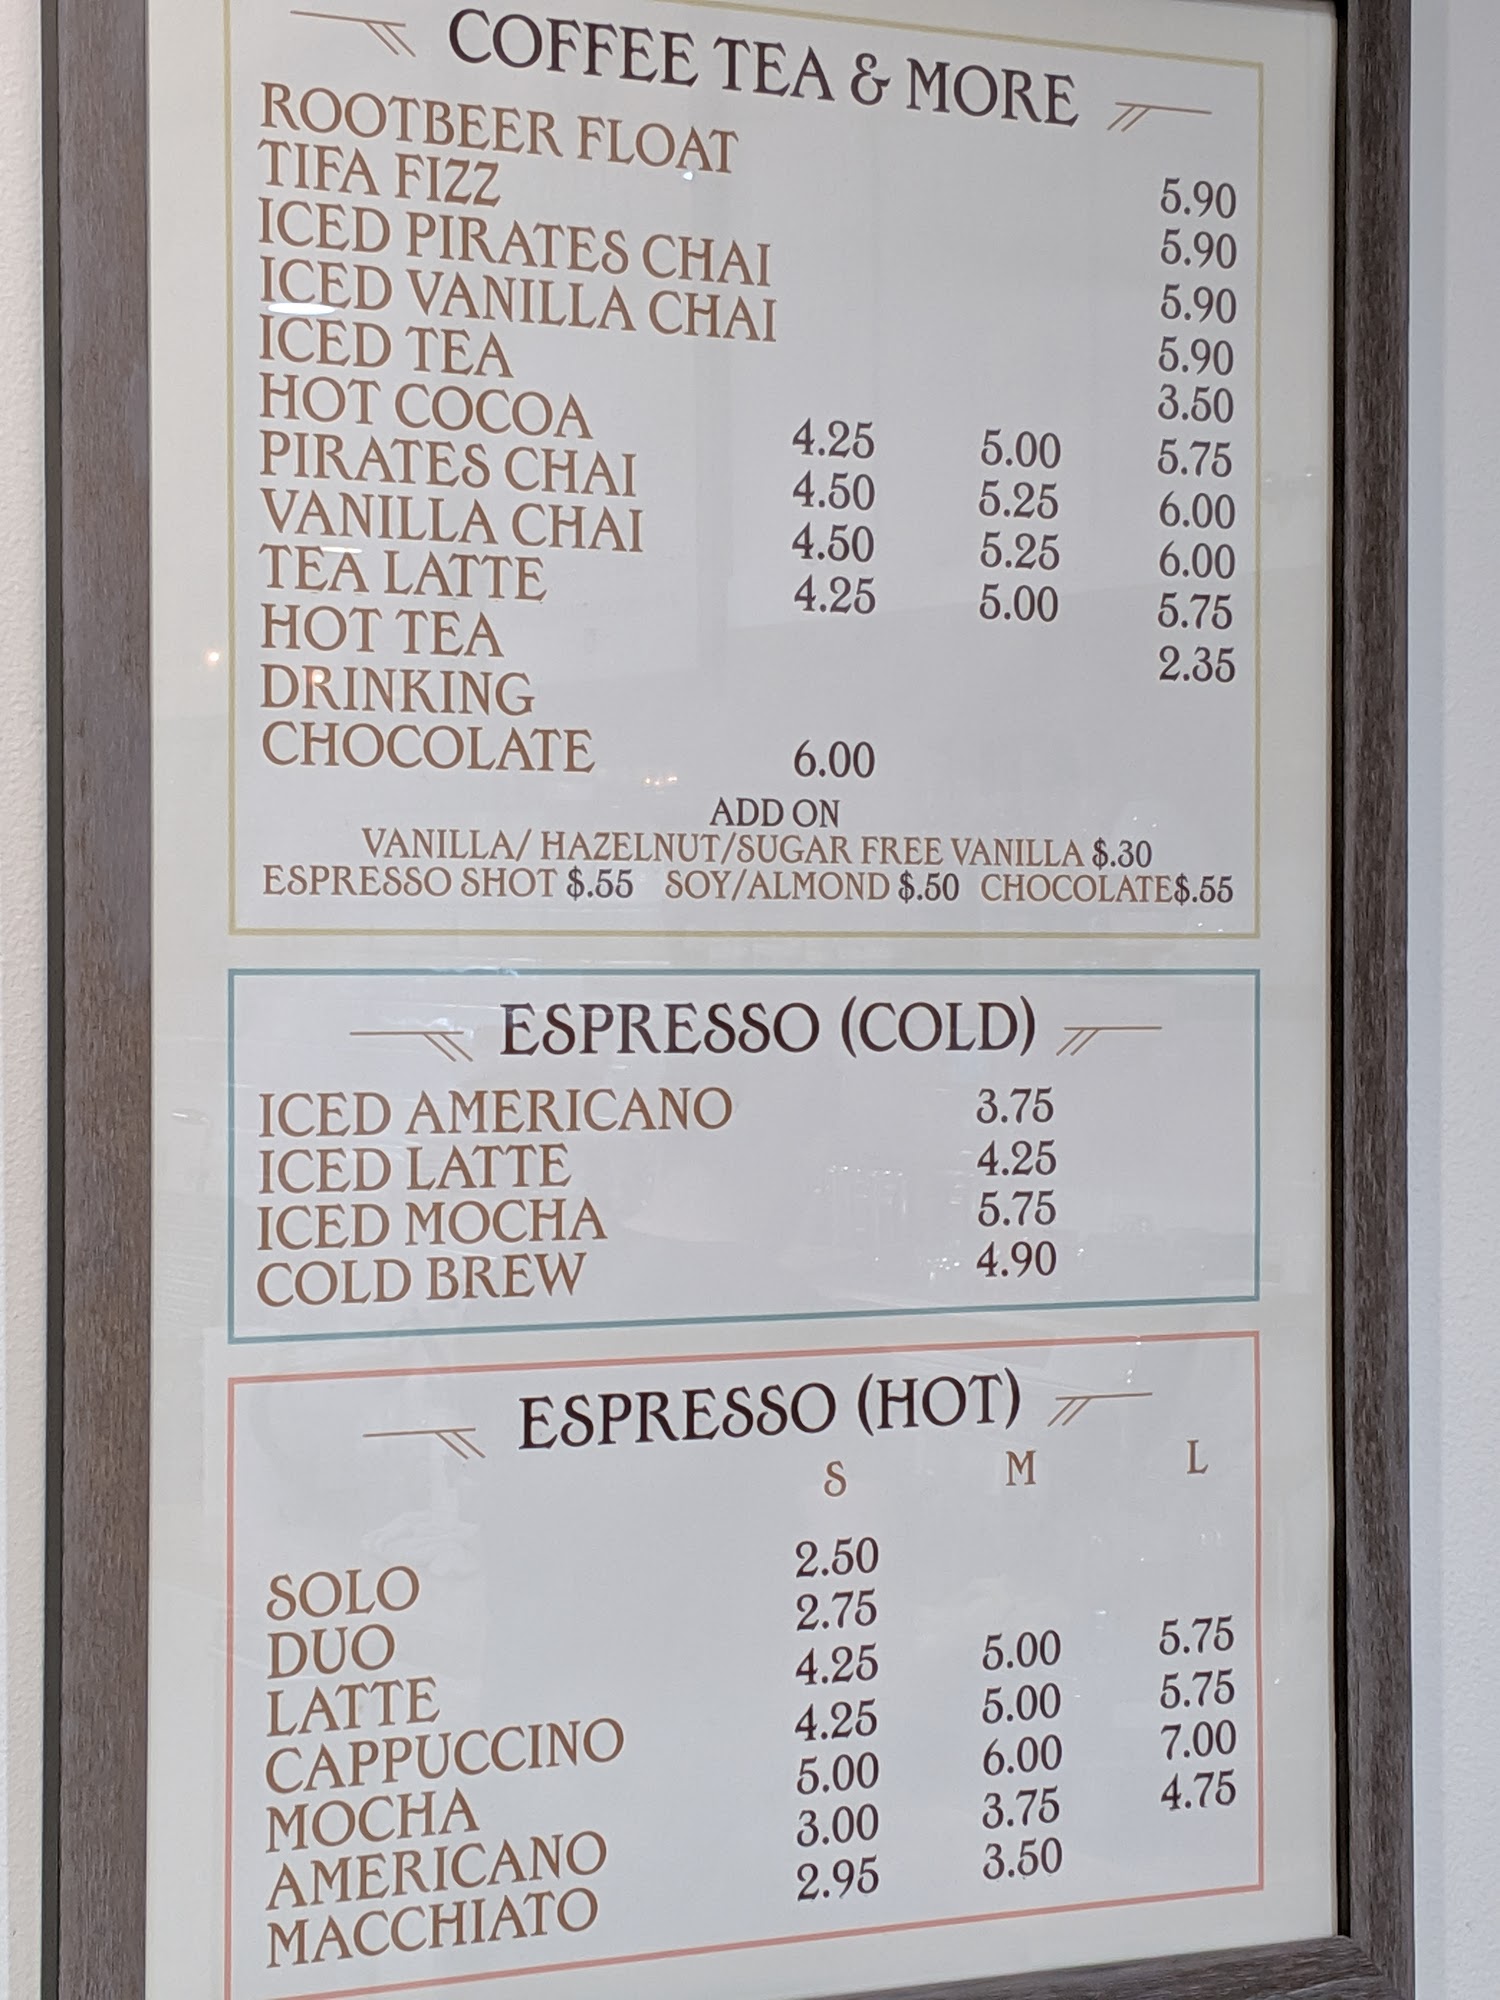 COFFEE TEA & MORE
ROOTBEER FLOAT 5.90
TIFA FIZZ 5.90
ICED PIRATES CHAI 5.90
ICED VANILLA CHAI 5.90
ICED TEA 3.50
HOT COCOA 4.25 5.00 5.75
PIRATES CHAI 4.50 5.25 6.00
VANILLA CHAI 4.50 5.25 6.00
TEA LATTE 4.25 5.00 5.75
HOT TEA 2.35
DRINKING
CHOCOLATE 6.00
ADD ON
VANILLA/ HAZELNUT/SUGAR FREE VANILLA $.30
ESPRESSO SHOT $.55 SOY/ALMOND $.50 CHOCOLATE$.55
ESPRESSO (COLD)
ICED AMERICANO 3.75
ICED LATTE 4.25
ICED MOCHA 5.75
COLD BREW 4.90
ESPRESSO (HOT)
S M L
SOLO 2.50
DUO 2.75
LATTE 4.25 5.00 5.75
CAPPUCCINO 4.25 5.00 5.75
MOCHA 5.00 6.00 7.00
AMERICANO 3.00 3.75 4.75
MACCHIATO 2.95 3.50